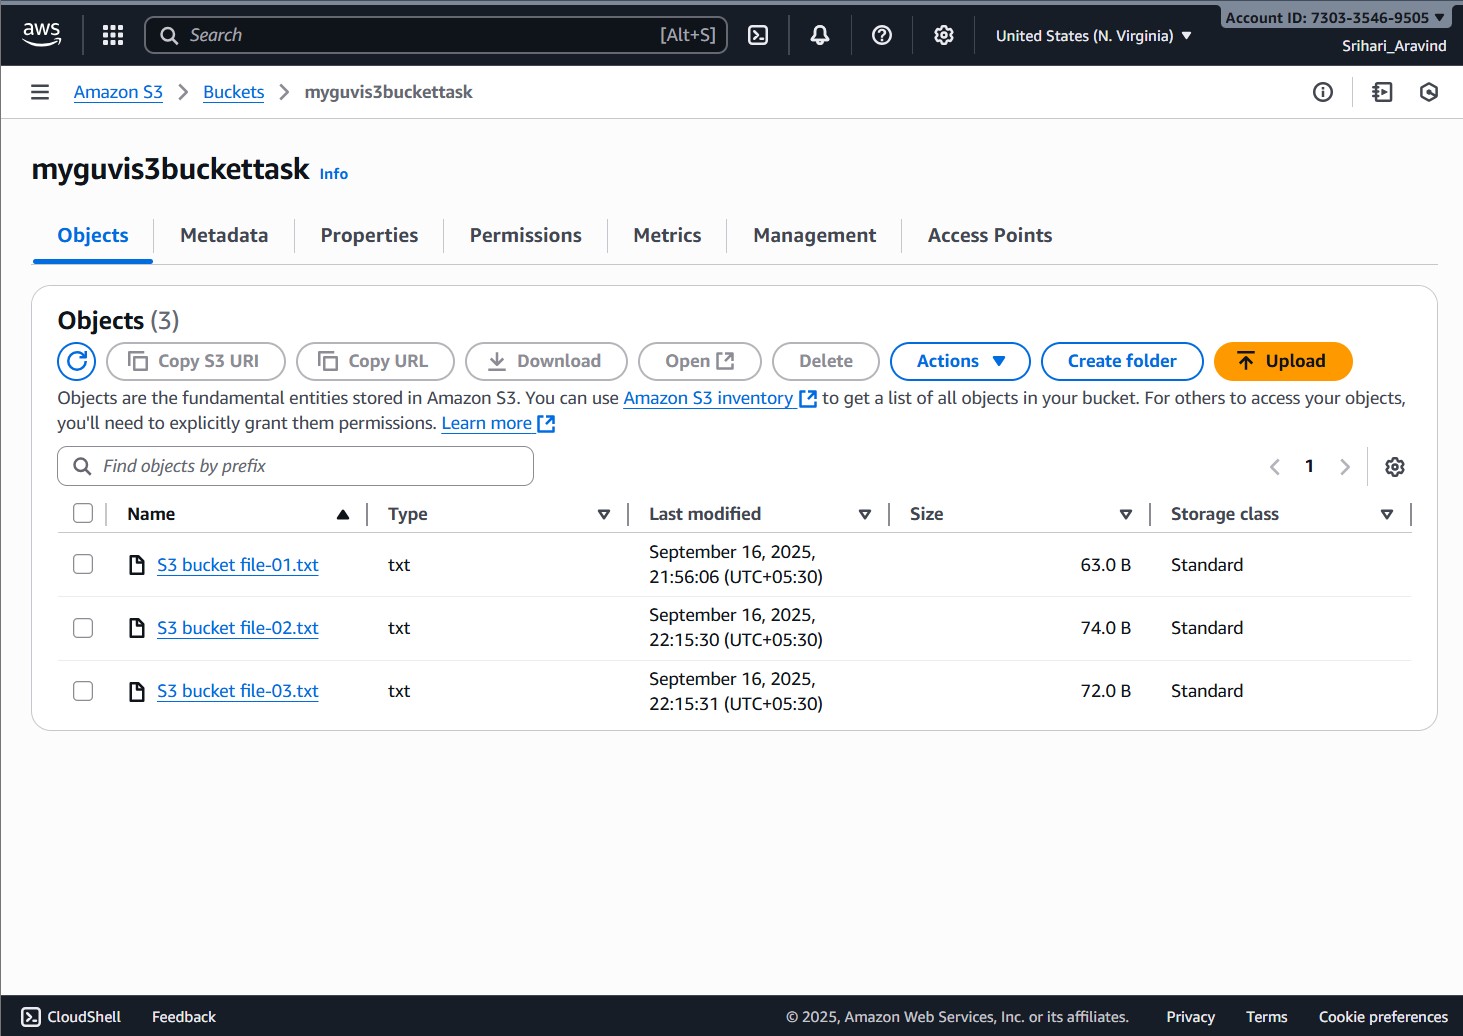 aws
Search [Alt+S]
United States (N. Virginia) ▼
Account ID: 7303-3546-9505 ▼
Srihari_Aravind
Amazon S3 > Buckets > myguvis3buckettask
myguvis3buckettask Info
Objects Metadata Properties Permissions Metrics Management Access Points
Objects (3)
Copy S3 URI Copy URL Download Open Delete Actions ▼ Create folder Upload
Objects are the fundamental entities stored in Amazon S3. You can use Amazon S3 inventory to get a list of all objects in your bucket. For others to access your objects,
you'll need to explicitly grant them permissions. Learn more
Find objects by prefix
1
Name Type Last modified Size Storage class
S3 bucket file-01.txt txt September 16, 2025, 63.0 B Standard
21:56:06 (UTC+05:30)
S3 bucket file-02.txt txt September 16, 2025, 74.0 B Standard
22:15:30 (UTC+05:30)
S3 bucket file-03.txt txt September 16, 2025, 72.0 B Standard
22:15:31 (UTC+05:30)
CloudShell Feedback © 2025, Amazon Web Services, Inc. or its affiliates. Privacy Terms Cookie preferences